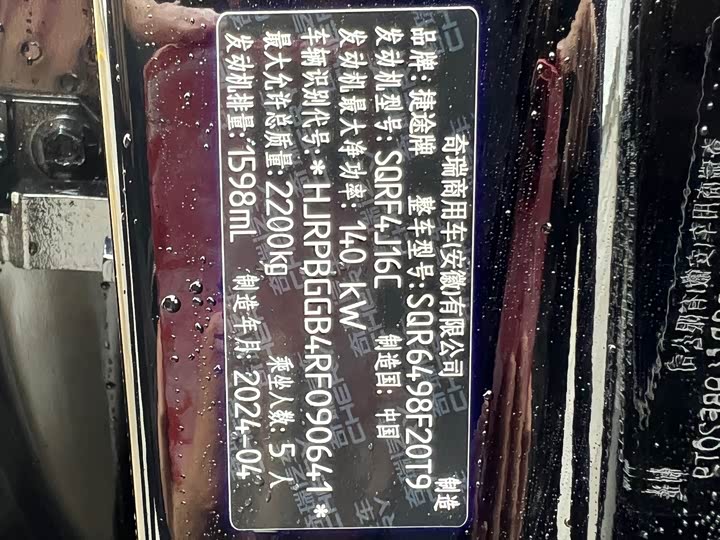 奇瑞商用车(安徽)有限公司 制造
品牌: 捷途牌 整车型号: SQR6498F20T9
发动机型号: SQRF4J16C 制造国: 中国
发动机最大净功率: 140 kW
车辆识别代号: *HJRPBGGB4RF090641*
最大允许总质量: 2200kg 乘坐人数: 5 人
发动机排量: 1598mL 制造年月: 2024-04